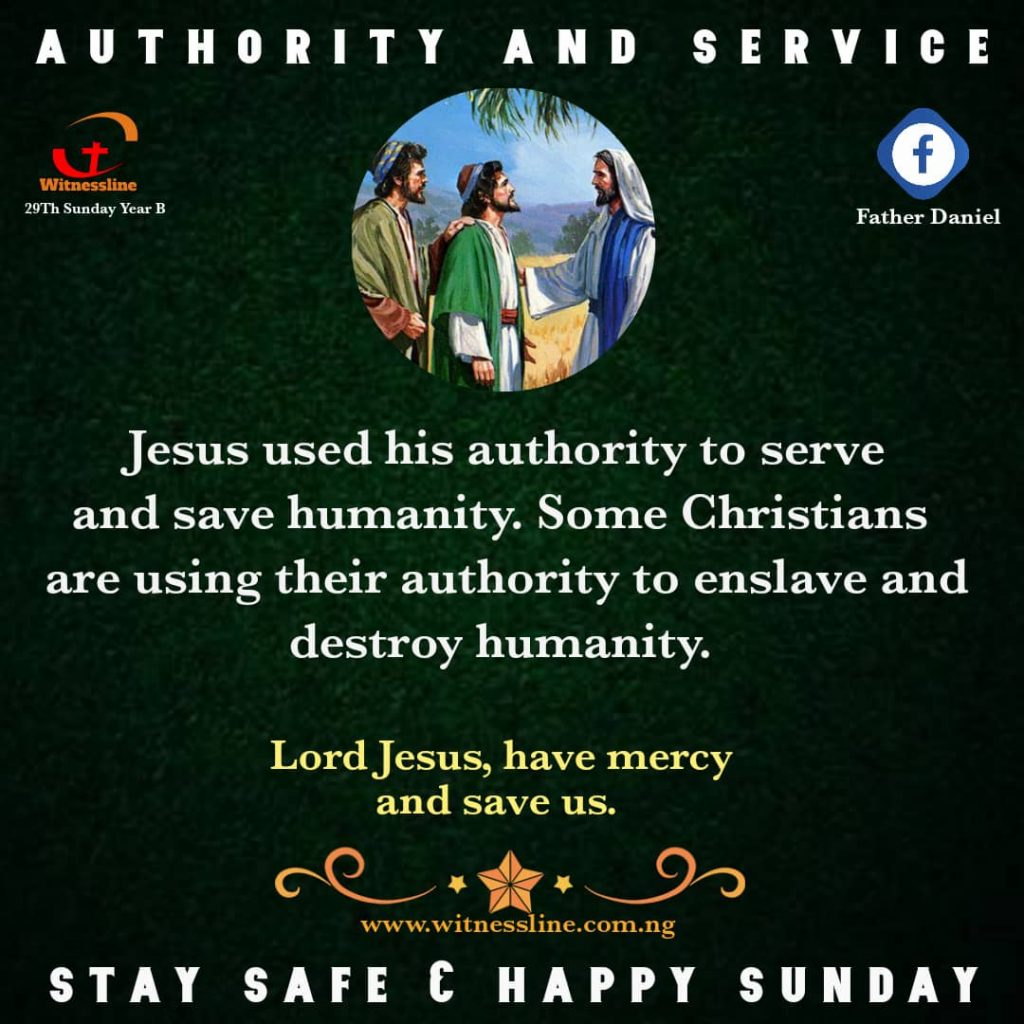 AUTHORITY AND SERVICE
Witnessline
29Th Sunday Year B
f
Father Daniel
Jesus used his authority to serve
and save humanity. Some Christians
are using their authority to enslave and
destroy humanity.
Lord Jesus, have mercy
and save us.
www.witnessline.com.ng
STAY SAFE & HAPPY SUNDAY